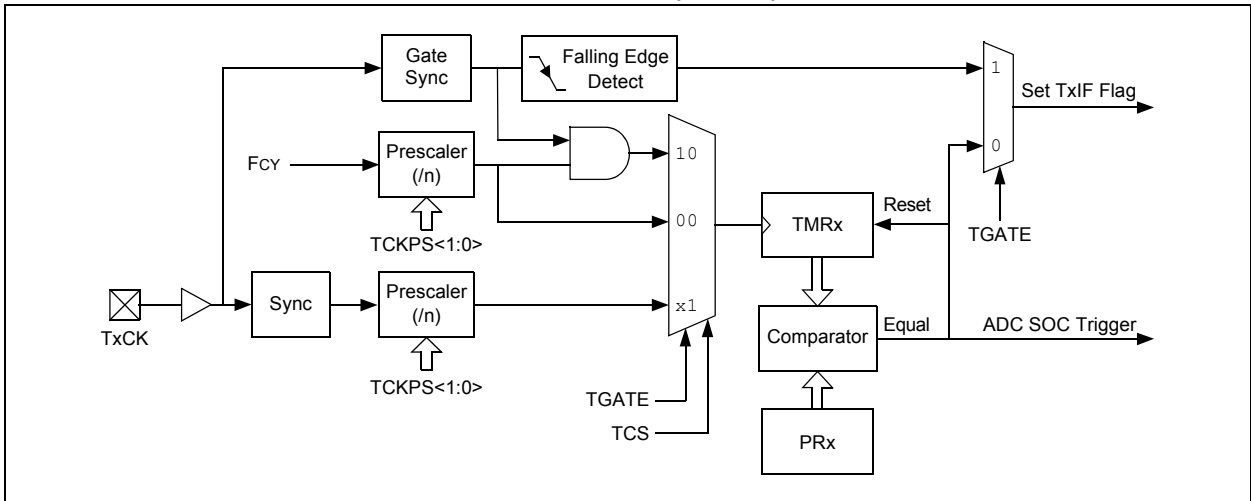 Gate
Sync
Falling Edge
Detect
1
Set TxIF Flag
0
TGATE
FCY
Prescaler
(/n)
TCKPS<1:0>
10
00
x1
TMRx
Reset
TxCK
Sync
Prescaler
(/n)
TCKPS<1:0>
Comparator
Equal
ADC SOC Trigger
TGATE
TCS
PRx